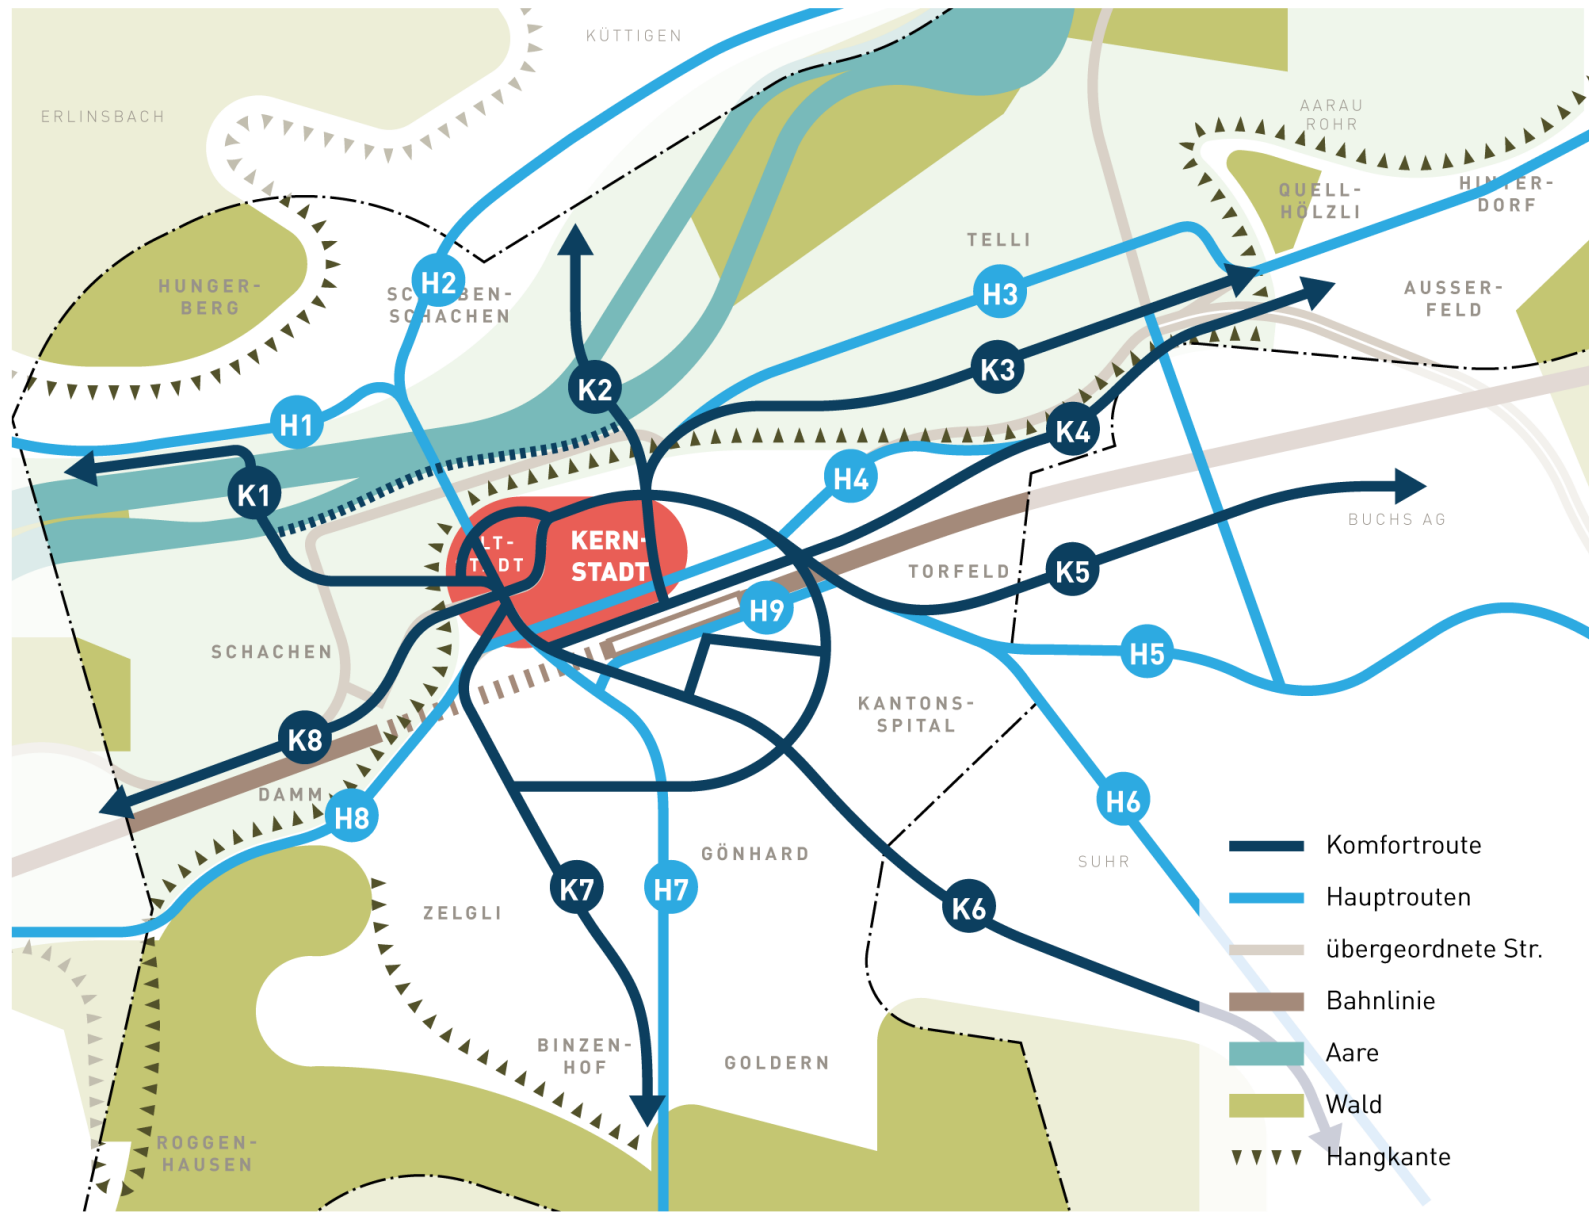 KÜTTIGEN
ERLINSBACH
AARAU
ROHR
QUELL-
HÖLZLI
HINTER-
DORF
TELLI
HUNGER-
BERG
H2
SCHACHEN
H3
AUSSER-
FELD
K3
K2
H1
K4
H4
K1
BUCHS AG
KERN-
STADT
TORFELD
K5
H9
SCHACHEN
H5
KANTONS-
SPITAL
K8
DAMM
H8
H6
GÖNHARD
SUHR
K7
H7
ZELGLI
K6
BINZEN-
HOF
GOLDERN
ROGGEN-
HAUSEN
Komfortroute
Hauptrouten
übergeordnete Str.
Bahnlinie
Aare
Wald
Hangkante